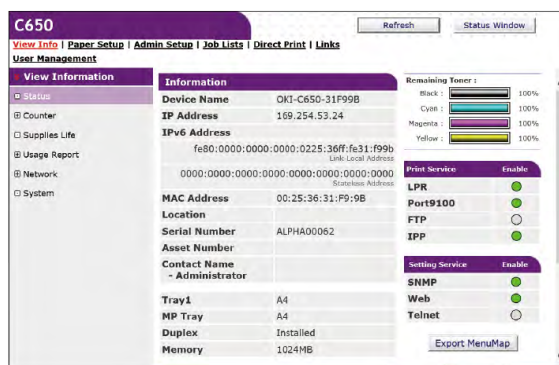 C650
Refresh
Status Window
View Info | Paper Setup | Admin Setup | Job Lists | Direct Print | Links
User Management
View Information
Status
Counter
Supplies Life
Usage Report
Network
System
Information
Device Name OKI-C650-31F99B
IP Address 169.254.53.24
IPv6 Address
fe80:0000:0000:0000:0225:36ff:fe31:f99b
Link-Local Address
0000:0000:0000:0000:0000:0000:0000:0000
Stateless Address
MAC Address 00:25:36:31:F9:9B
Location
Serial Number ALPHA00062
Asset Number
Contact Name
- Administrator
Tray1 A4
MP Tray A4
Duplex Installed
Memory 1024MB
Remaining Toner :
Black : 100%
Cyan : 100%
Magenta : 100%
Yellow : 100%
Print Service Enable
LPR
Port9100
FTP
IPP
Setting Service Enable
SNMP
Web
Telnet
Export MenuMap